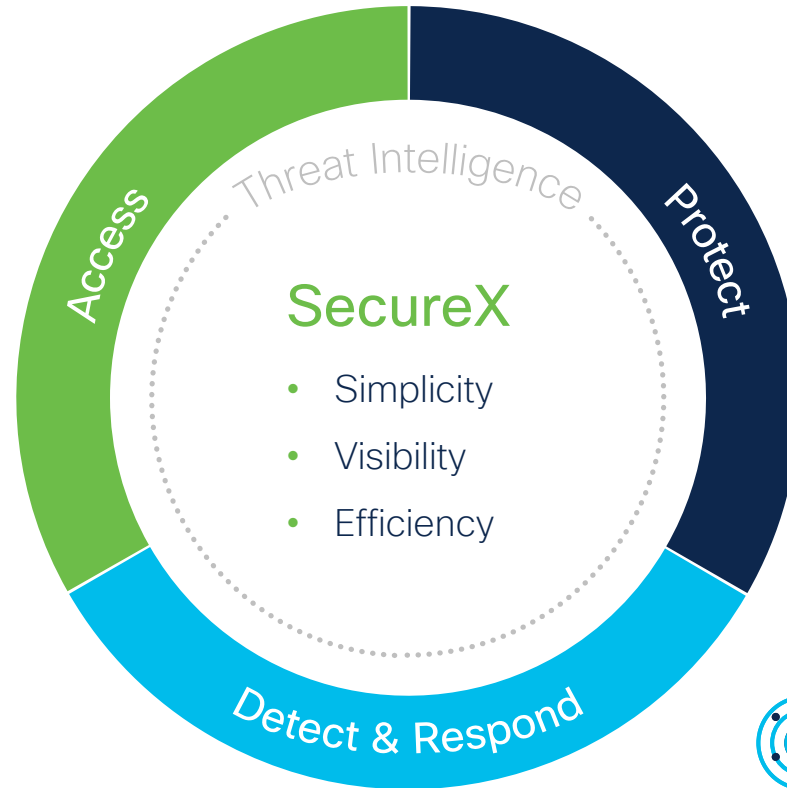 Access
Protect
Threat Intelligence
SecureX
• Simplicity
• Visibility
• Efficiency
Detect & Respond